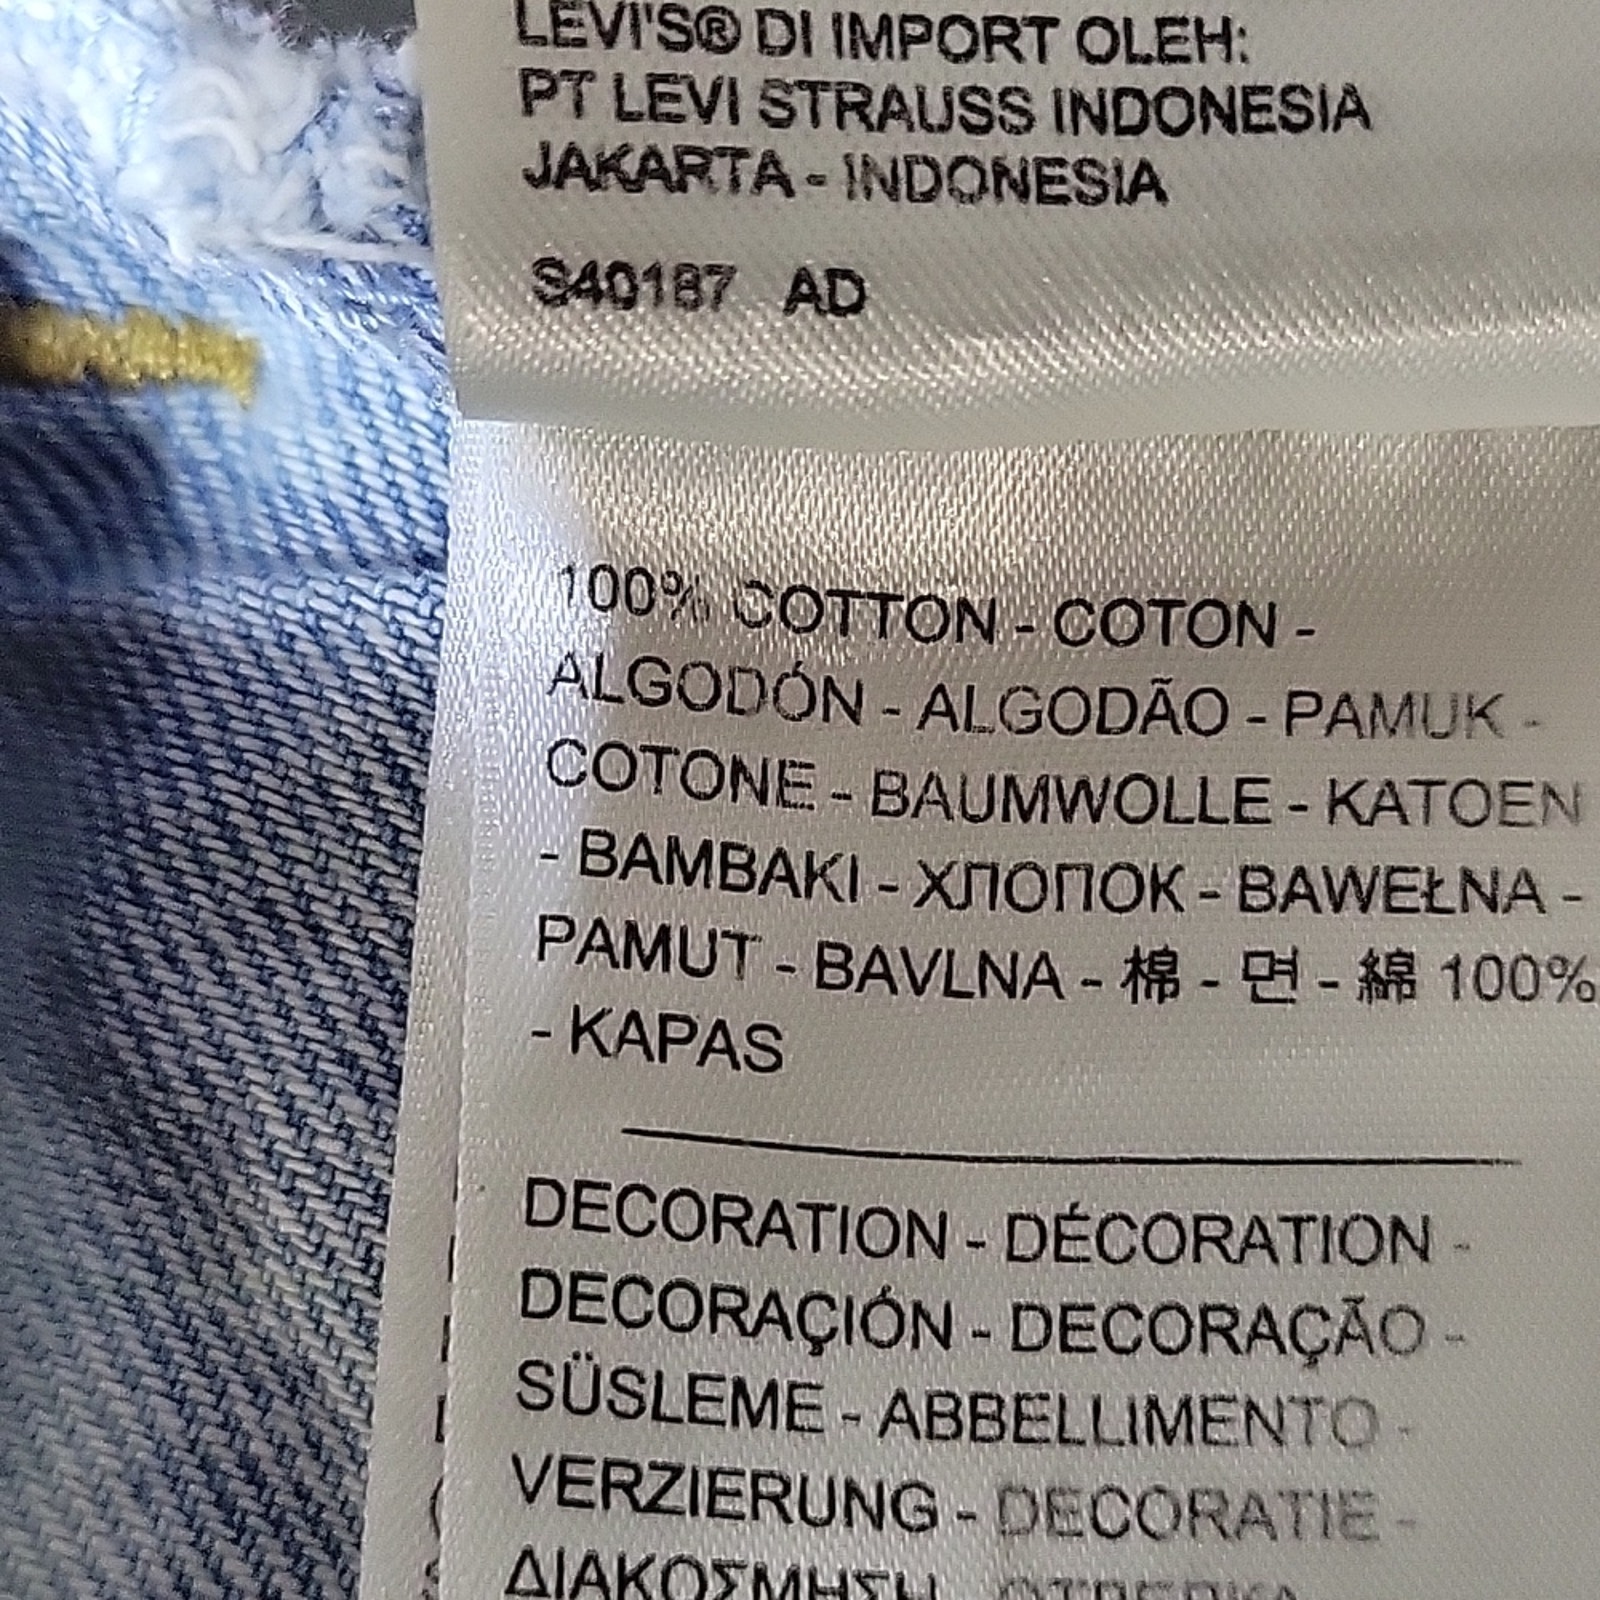 LEVI'S® DI IMPORT OLEH:
PT LEVI STRAUSS INDONESIA
JAKARTA - INDONESIA
S40187 AD
100% COTTON - COTON -
ALGODÓN - ALGODÃO - PAMUK -
COTONE - BAUMWOLLE - KATOEN
- BAMBAKI - ХЛОПОК - BAWEŁNA -
PAMUT - BAVLNA - 棉 - 면 - 綿 100%
- KAPAS
DECORATION - DÉCORATION -
DECORAÇIÓN - DECORAÇÃO -
SÜSLEME - ABBELLIMENTO -
VERZIERUNG - DECORATIE -
ΔΙΑΚΟΣΜΗΣΗ